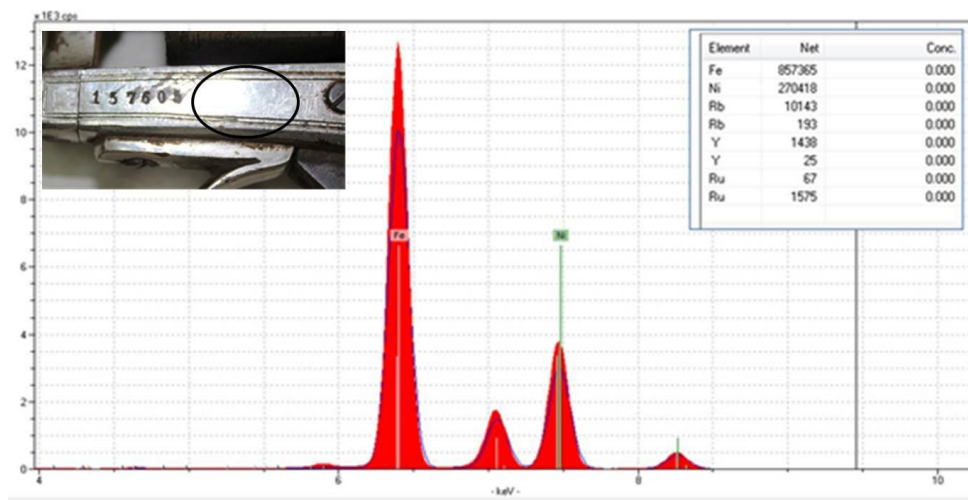 x 1E3 cps
12
10
8
6
4
2
0
4
6
8
10
- keV -
Fe
Ni
Element Net Conc.
Fe 857365 0.000
Ni 270418 0.000
Rb 10143 0.000
Rb 193 0.000
Y 1438 0.000
Y 25 0.000
Ru 67 0.000
Ru 1575 0.000